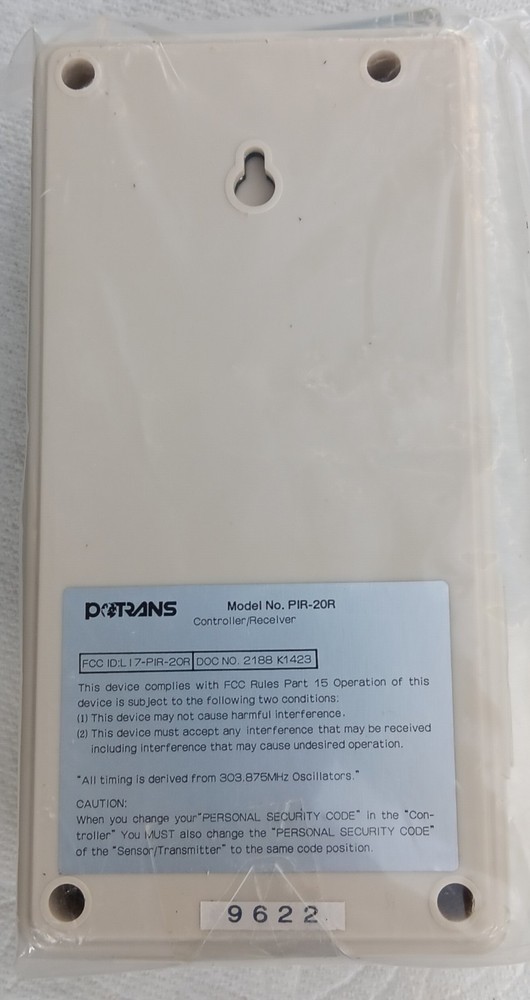 POTRANS Model No. PIR-20R
Controller/Receiver
FCC ID:LI7-PIR-20R DOC NO. 2188 K1423
This device complies with FCC Rules Part 15 Operation of this
device is subject to the following two conditions:
(1) This device may not cause harmful interference.
(2) This device must accept any interference that may be received
including interference that may cause undesired operation.
"All timing is derived from 303.875MHz Oscillators."
CAUTION:
When you change your "PERSONAL SECURITY CODE" in the "Con-
troller" You MUST also change the "PERSONAL SECURITY CODE"
of the "Sensor/Transmitter" to the same code position.
9622